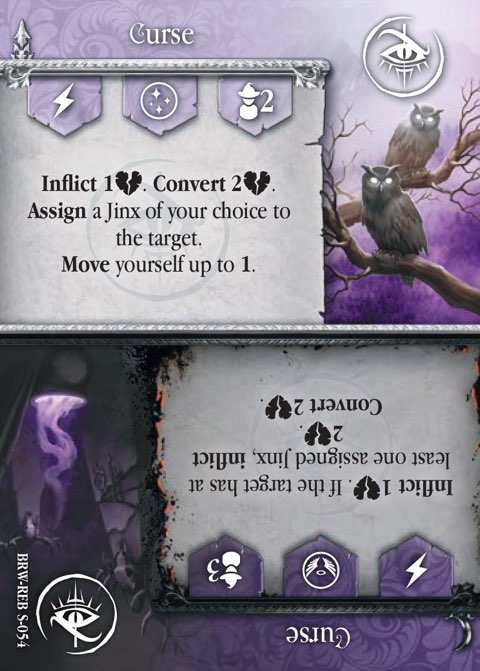 Curse
2
Inflict 1. Convert 2.
Assign a Jinx of your choice to
the target.
Move yourself up to 1.
Curse
3
Inflict 1. If the target has at
least one assigned Jinx, inflict
2.
Convert 2.
BRW-REB S-054